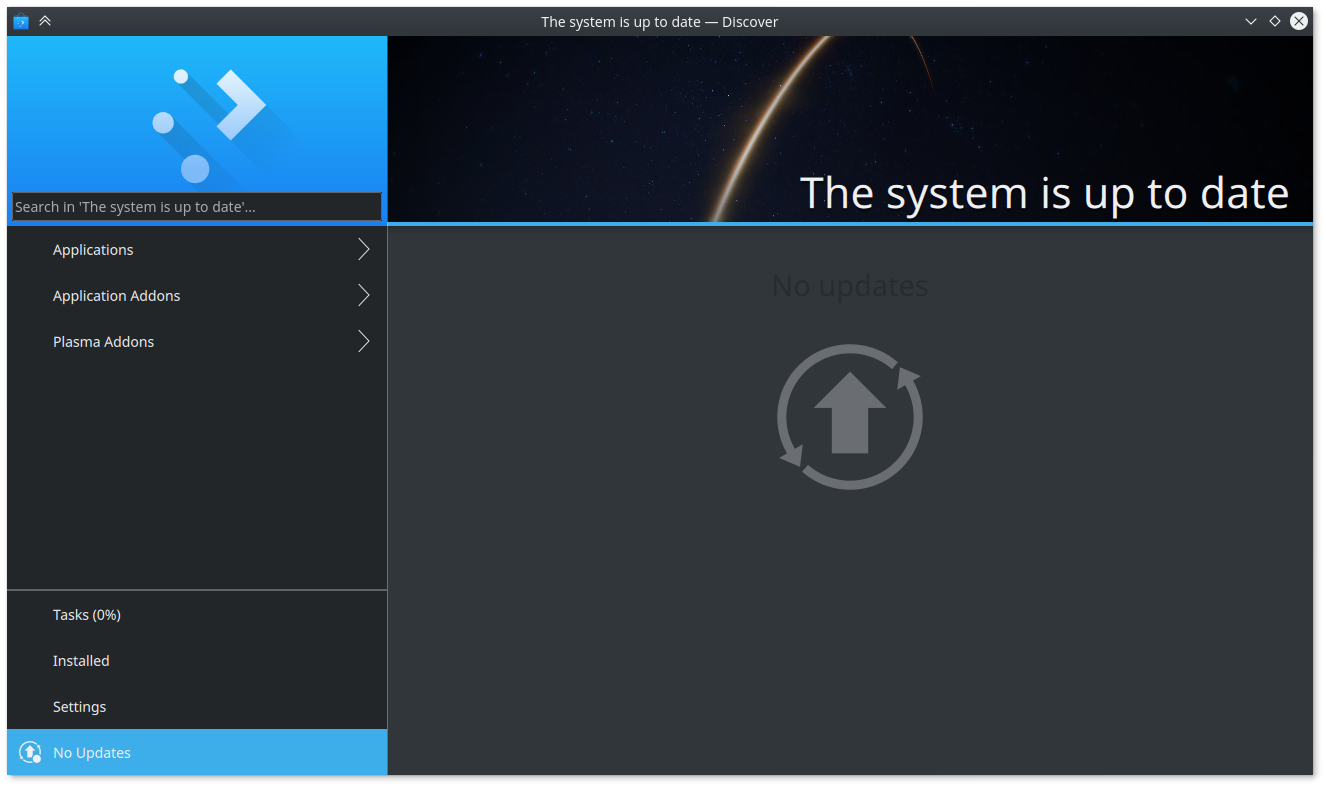 The system is up to date — Discover
Search in 'The system is up to date'...
Applications
Application Addons
Plasma Addons
Tasks (0%)
Installed
Settings
No Updates
The system is up to date
No updates